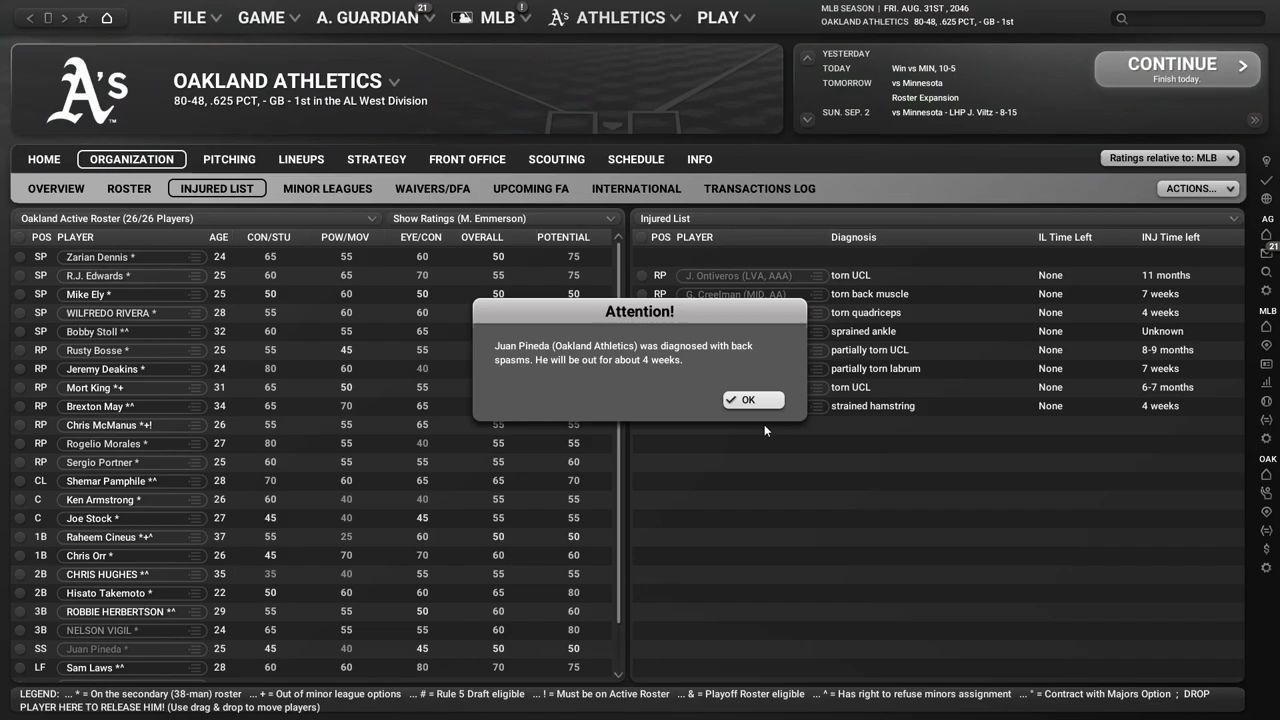 FILE GAME A. GUARDIAN 21 MLB ! A's ATHLETICS PLAY
MLB SEASON | FRI. AUG. 31ST , 2046
OAKLAND ATHLETICS 80-48, .625 PCT, - GB - 1st
A's
OAKLAND ATHLETICS
80-48, .625 PCT, - GB - 1st in the AL West Division
YESTERDAY
TODAY Win vs MIN, 10-5
TOMORROW vs Minnesota
Roster Expansion
SUN. SEP. 2 vs Minnesota - LHP J. Viltz - 8-15
CONTINUE
Finish today.
HOME ORGANIZATION PITCHING LINEUPS STRATEGY FRONT OFFICE SCOUTING SCHEDULE INFO
Ratings relative to: MLB
OVERVIEW ROSTER INJURED LIST MINOR LEAGUES WAIVERS/DFA UPCOMING FA INTERNATIONAL TRANSACTIONS LOG
ACTIONS...
Oakland Active Roster (26/26 Players) Show Ratings (M. Emmerson)
POS PLAYER AGE CON/STU POW/MOV EYE/CON OVERALL POTENTIAL
SP Zarian Dennis * 24 65 55 60 50 75
SP R.J. Edwards * 25 60 65 70 55 75
SP Mike Ely * 25 50 60 50 50 50
SP WILFREDO RIVERA * 28 55 60 60
SP Bobby Stoll *^ 32 60 55 65
RP Rusty Bosse * 25 55 45 55
RP Jeremy Deakins * 24 80 60 40
RP Mort King *+ 31 65 50 55
RP Brexton May *^ 34 65 70 65
RP Chris McManus *+! 26 55 55 55 55 55
RP Rogelio Morales * 27 80 55 40 55 55
RP Sergio Portner * 25 60 55 55 55 60
CL Shemar Pamphile *^ 28 70 60 65 65 70
C Ken Armstrong * 26 60 40 40 55 55
C Joe Stock * 27 45 40 45 55 55
1B Raheem Cineus *+^ 37 55 25 60 50 50
1B Chris Orr * 26 45 70 70 60 60
2B CHRIS HUGHES *^ 35 35 40 55 55 55
2B Hisato Takemoto * 22 50 60 60 65 80
3B ROBBIE HERBERTSON *^ 29 55 55 50 60 60
3B NELSON VIGIL * 24 65 55 55 60 80
SS Juan Pineda * 25 45 40 45 50 50
LF Sam Laws *^ 28 60 60 80 70 75
Injured List
POS PLAYER Diagnosis IL Time Left INJ Time left
RP J. Ontiveros (LVA, AAA) torn UCL None 11 months
RP G. Creelman (MID, AA) torn back muscle None 7 weeks
torn quadriceps None 4 weeks
sprained ankle None Unknown
partially torn UCL None 8-9 months
partially torn labrum None 7 weeks
torn UCL None 6-7 months
strained hamstring None 4 weeks
Attention!
Juan Pineda (Oakland Athletics) was diagnosed with back
spasms. He will be out for about 4 weeks.
OK
AG
21
MLB
OAK
LEGEND: ... * = On the secondary (38-man) roster ... + = Out of minor league options ... # = Rule 5 Draft eligible ... ! = Must be on Active Roster ... & = Playoff Roster eligible ... ^ = Has right to refuse minors assignment ... ° = Contract with Majors Option ; DROP
PLAYER HERE TO RELEASE HIM! (Use drag & drop to move players)